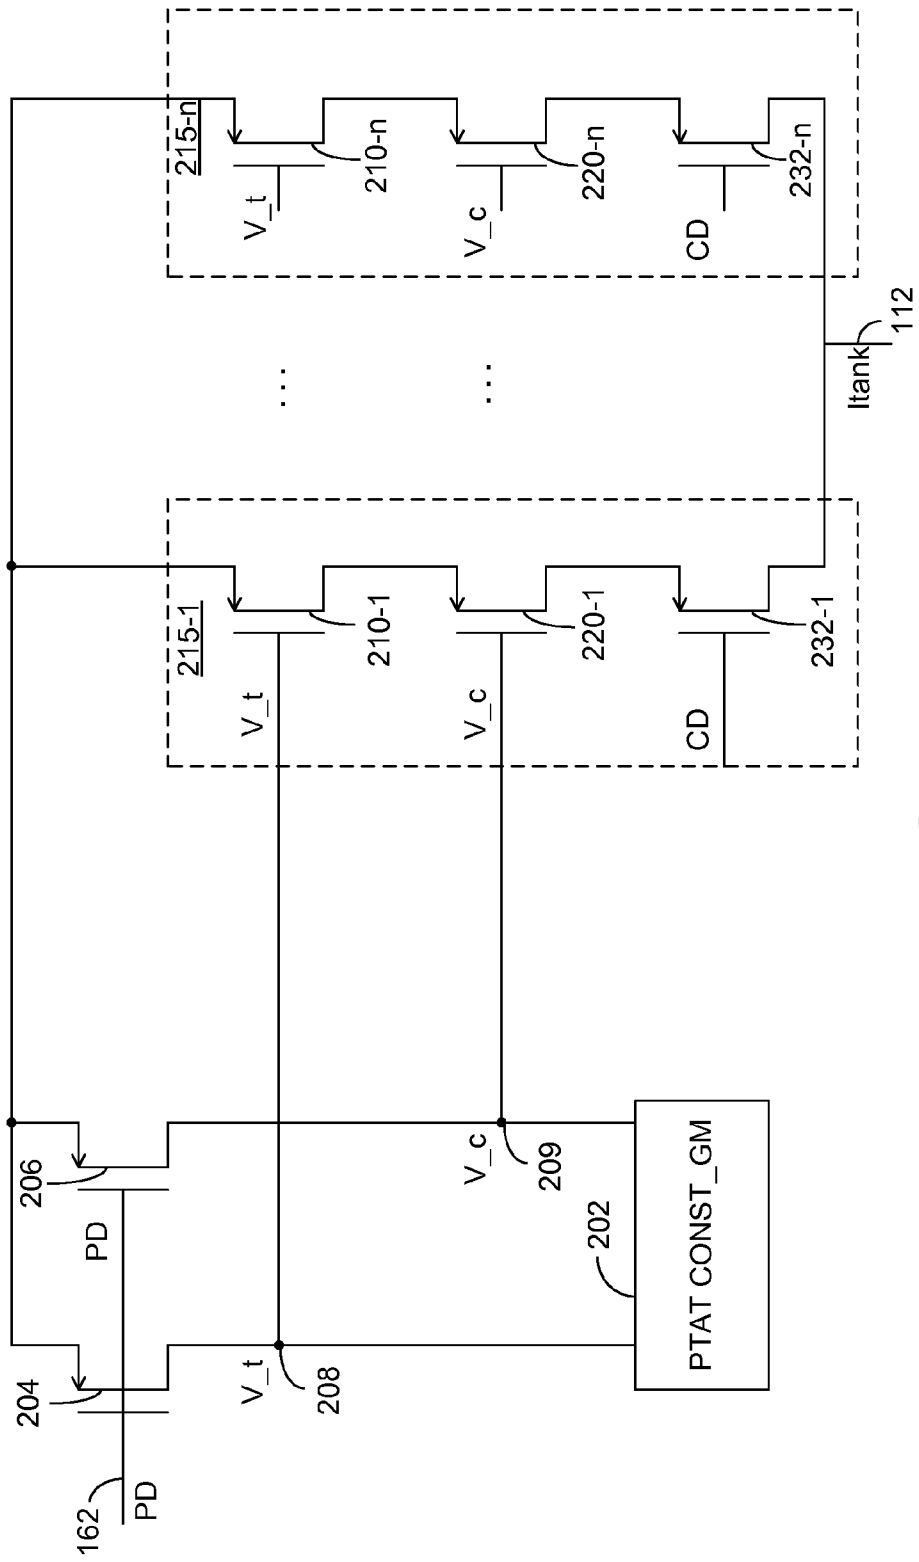 162
PD
204
PD
206
V_t
208
V_c
209
202
PTAT CONST_GM
215-1
V_t
210-1
V_c
220-1
CD
232-1
...
...
215-n
V_t
210-n
V_c
220-n
CD
232-n
Itank
112